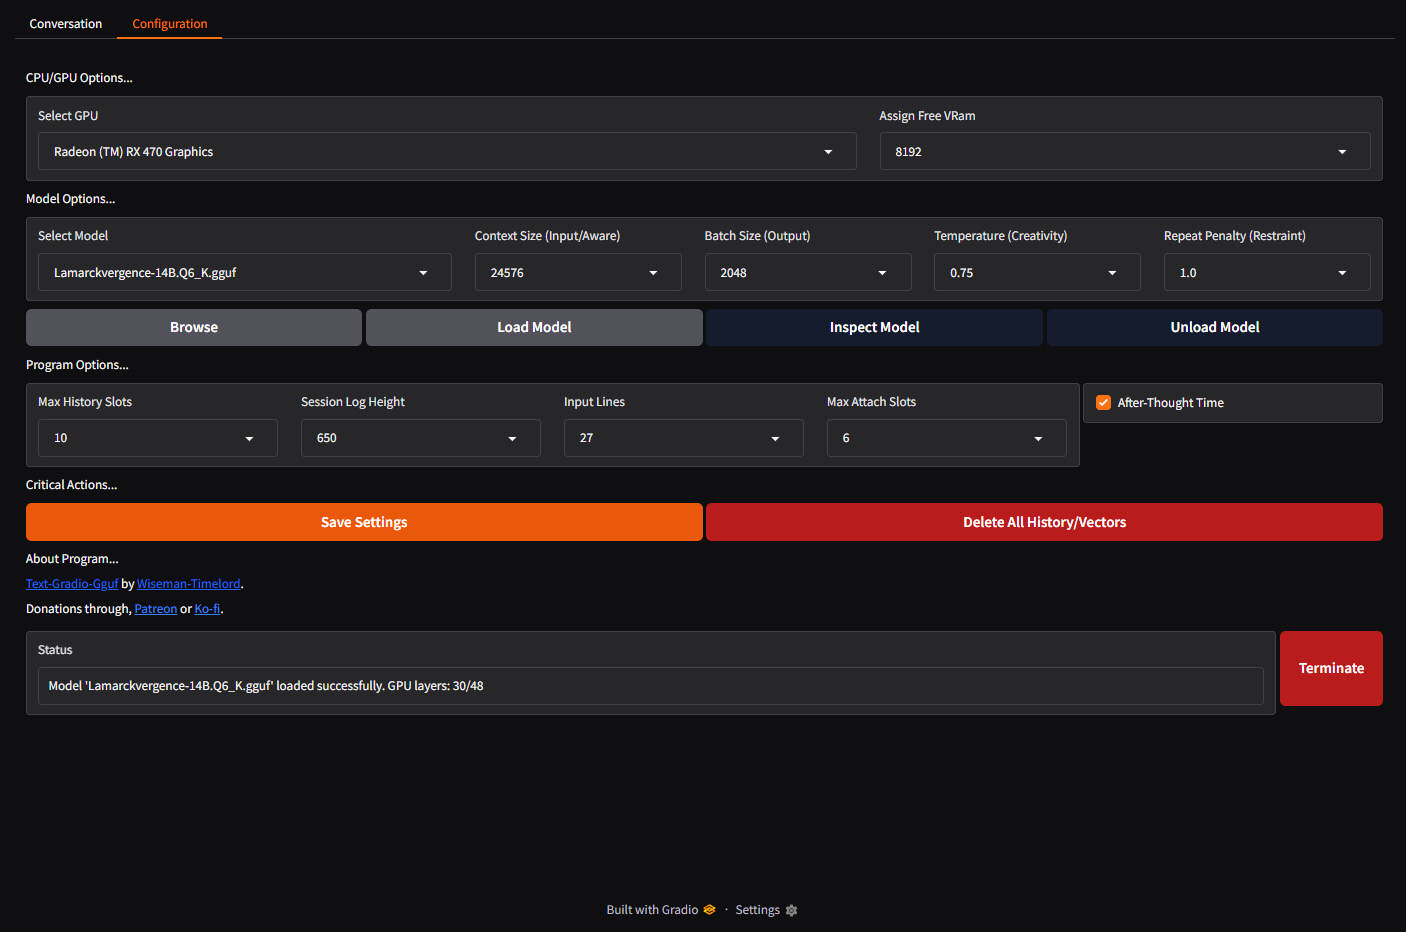 Conversation
Configuration
CPU/GPU Options...
Select GPU
Assign Free VRam
Radeon (TM) RX 470 Graphics
8192
Model Options...
Select Model
Context Size (Input/Aware)
Batch Size (Output)
Temperature (Creativity)
Repeat Penalty (Restraint)
Lamarckvergence-14B.Q6_K.gguf
24576
2048
0.75
1.0
Browse
Load Model
Inspect Model
Unload Model
Program Options...
Max History Slots
Session Log Height
Input Lines
Max Attach Slots
After-Thought Time
10
650
27
6
Critical Actions...
Save Settings
Delete All History/Vectors
About Program...
Text-Gradio-Gguf by Wiseman-Timelord.
Donations through, Patreon or Ko-fi.
Status
Model 'Lamarckvergence-14B.Q6_K.gguf' loaded successfully. GPU layers: 30/48
Terminate
Built with Gradio · Settings